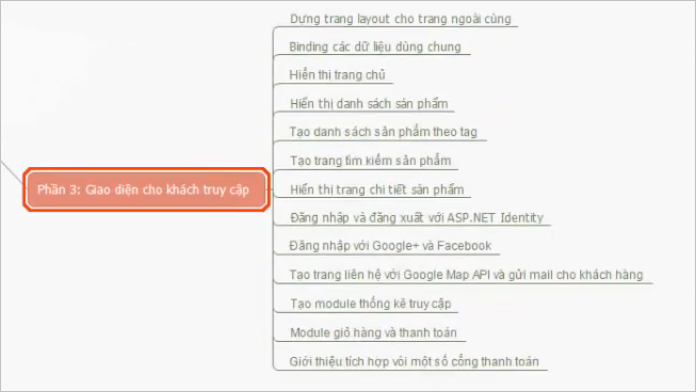 Dựng trang layout cho trang ngoài cùng
Binding các dữ liệu dùng chung
Hiển thị trang chủ
Hiển thị danh sách sản phẩm
Tạo danh sách sản phẩm theo tag
Tạo trang tìm kiếm sản phẩm
Phần 3: Giao diện cho khách truy cập
Hiển thị trang chi tiết sản phẩm
Đăng nhập và đăng xuất với ASP.NET Identity
Đăng nhập với Google+ và Facebook
Tạo trang liên hệ với Google Map API và gửi mail cho khách hàng
Tạo module thống kê truy cập
Module giỏ hàng và thanh toán
Giới thiệu tích hợp với một số cổng thanh toán